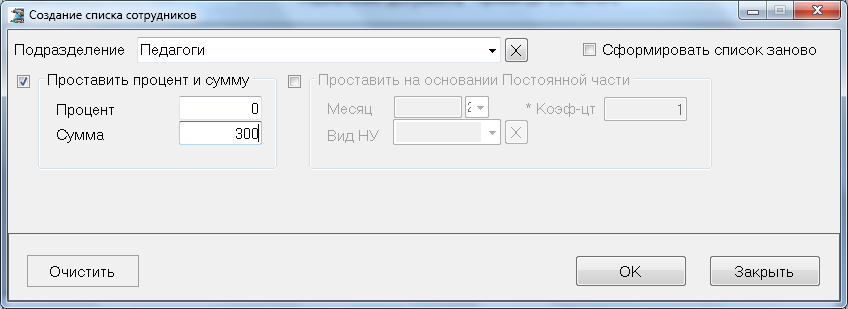 Создание списка сотрудников
Подразделение Педагоги Сформировать список заново
Проставить процент и сумму Проставить на основании Постоянной части
Процент 0 Месяц * Коэф-цт 1
Сумма 300 Вид НУ
Очистить OK Закрыть